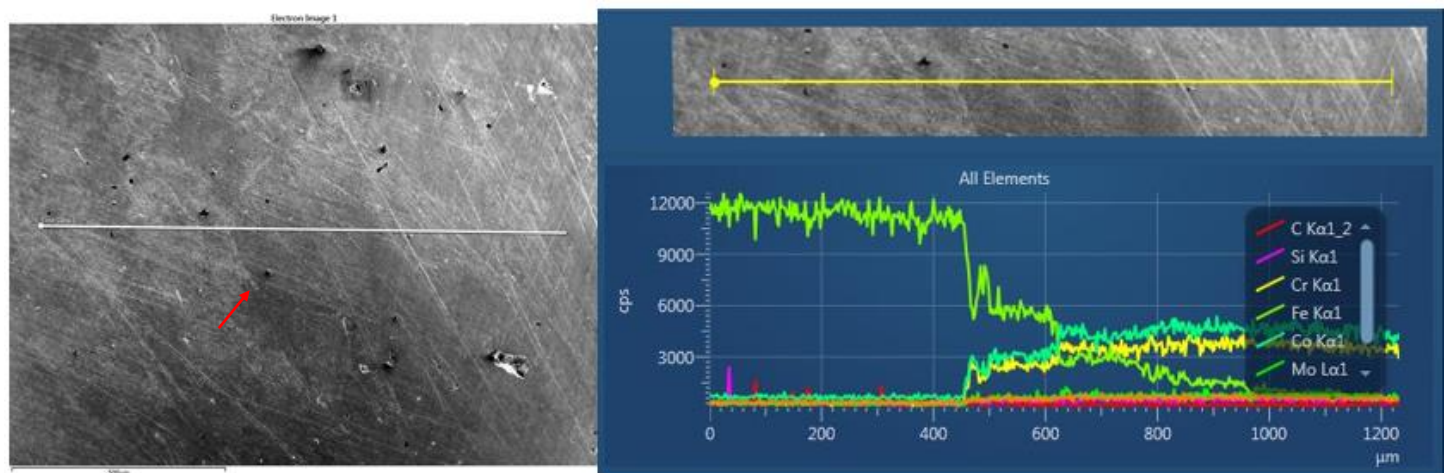 Electron Image 1
All Elements
cps
12000
9000
6000
3000
0
200
400
600
800
1000
1200
µm
C Kα1_2
Si Kα1
Cr Kα1
Fe Kα1
Co Kα1
Mo Lα1